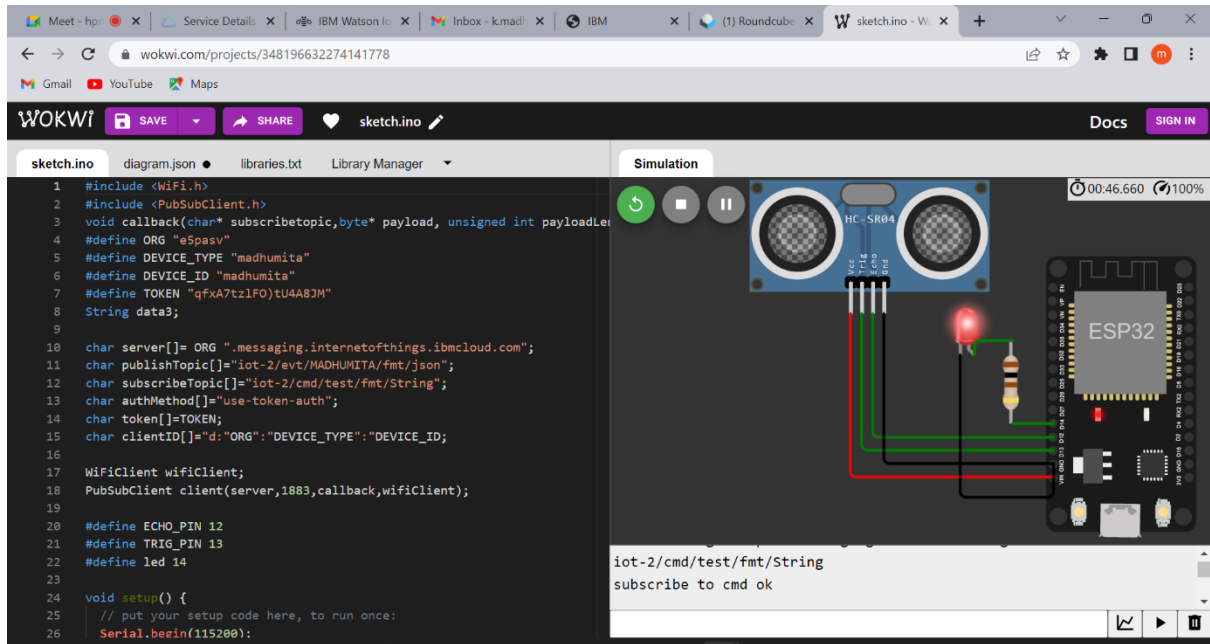 Meet - hpn
Service Details
IBM Watson Io
Inbox - k.madh
IBM
(1) Roundcube
sketch.ino - Wo
wokwi.com/projects/348196632274141778
m
Gmail
YouTube
Maps
WOKWi
SAVE
SHARE
sketch.ino
Docs
SIGN IN
sketch.ino
diagram.json
libraries.txt
Library Manager
Simulation
1 #include <WiFi.h>
2 #include <PubSubClient.h>
3 void callback(char* subscribetopic,byte* payload, unsigned int payloadLe
4 #define ORG "e5pasv"
5 #define DEVICE_TYPE "madhumita"
6 #define DEVICE_ID "madhumita"
7 #define TOKEN "qfxA7tzlFO)tU4A8JM"
8 String data3;
9
10 char server[]= ORG ".messaging.internetofthings.ibmcloud.com";
11 char publishTopic[]="iot-2/evt/MADHUMITA/fmt/json";
12 char subscribeTopic[]="iot-2/cmd/test/fmt/String";
13 char authMethod[]="use-token-auth";
14 char token[]=TOKEN;
15 char clientID[]="d:"ORG":"DEVICE_TYPE":"DEVICE_ID;
16
17 WiFiClient wifiClient;
18 PubSubClient client(server,1883,callback,wifiClient);
19
20 #define ECHO_PIN 12
21 #define TRIG_PIN 13
22 #define led 14
23
24 void setup() {
25 // put your setup code here, to run once:
26 Serial.begin(115200);
00:46.660 100%
HC-SR04
Vcc
Trig
Echo
Gnd
ESP32
iot-2/cmd/test/fmt/String
subscribe to cmd ok